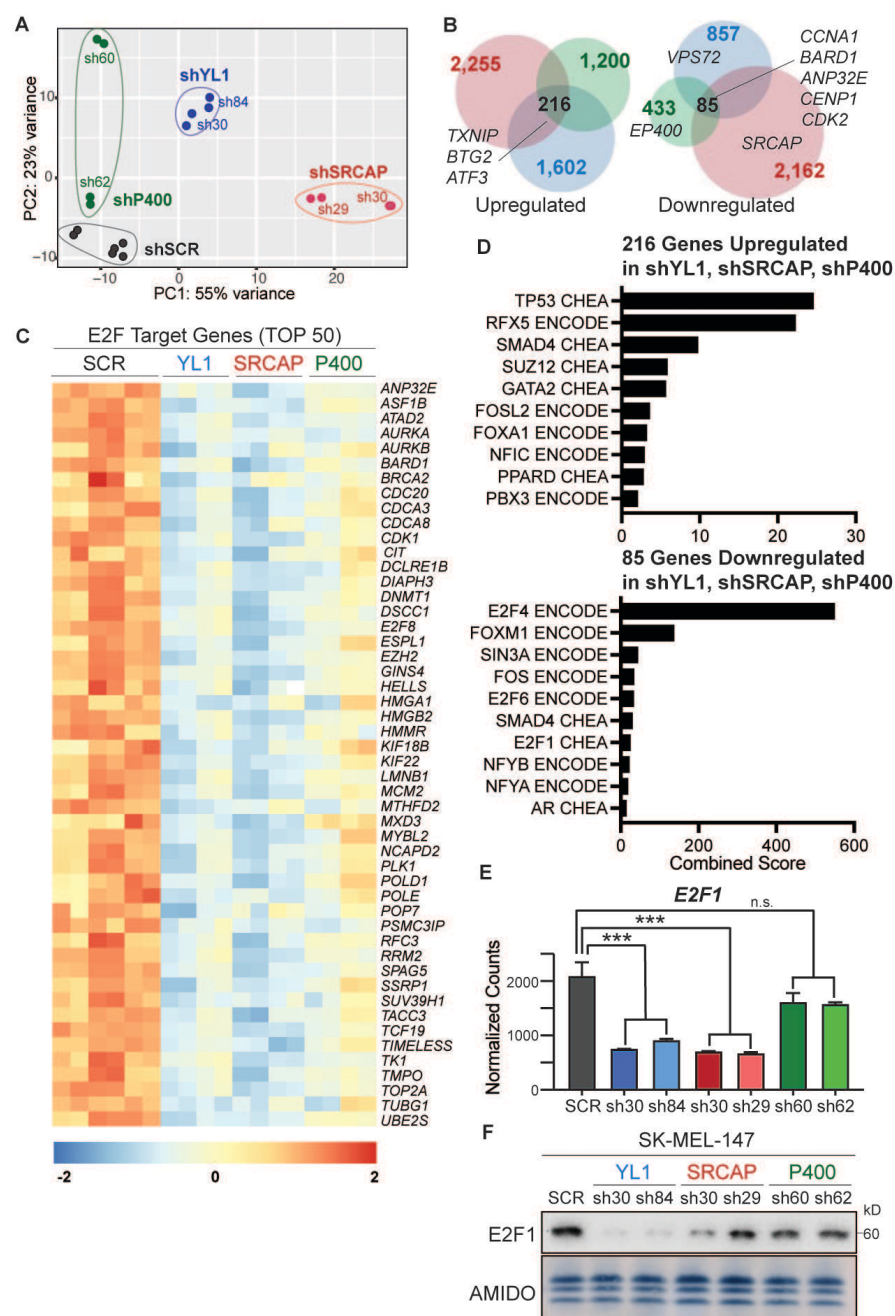 A
sh60
shYL1
sh84
sh30
shSRCAP
sh30
sh29
sh62
shP400
shSCR
10
0
−10
−10
0
10
20
PC2: 23% variance
PC1: 55% variance
B
2,255
1,200
216
TXNIP
BTG2
ATF3
1,602
Upregulated
857
VPS72
CCNA1
BARD1
ANP32E
CENP1
CDK2
433
85
EP400
SRCAP
2,162
Downregulated
C
E2F Target Genes (TOP 50)
SCR YL1 SRCAP P400
ANP32E
ASF1B
ATAD2
AURKA
AURKB
BARD1
BRCA2
CDC20
CDCA3
CDCA8
CDK1
CIT
DCLRE1B
DIAPH3
DNMT1
DSCC1
E2F8
ESPL1
EZH2
GINS4
HELLS
HMGA1
HMGB2
HMMR
KIF18B
KIF22
LMNB1
MCM2
MTHFD2
MXD3
MYBL2
NCAPD2
PLK1
POLD1
POLE
POP7
PSMC3IP
RFC3
RRM2
SPAG5
SSRP1
SUV39H1
TACC3
TCF19
TIMELESS
TK1
TMPO
TOP2A
TUBG1
UBE2S
-2 0 2
D
216 Genes Upregulated
in shYL1, shSRCAP, shP400
TP53 CHEA
RFX5 ENCODE
SMAD4 CHEA
SUZ12 CHEA
GATA2 CHEA
FOSL2 ENCODE
FOXA1 ENCODE
NFIC ENCODE
PPARD CHEA
PBX3 ENCODE
0 10 20 30
85 Genes Downregulated
in shYL1, shSRCAP, shP400
E2F4 ENCODE
FOXM1 ENCODE
SIN3A ENCODE
FOS ENCODE
E2F6 ENCODE
SMAD4 CHEA
E2F1 CHEA
NFYB ENCODE
NFYA ENCODE
AR CHEA
0 200 400 600
Combined Score
E
E2F1
n.s.
***
***
2000
1000
0
Normalized Counts
SCR sh30 sh84 sh30 sh29 sh60 sh62
F
SK-MEL-147
YL1 SRCAP P400
SCR sh30 sh84 sh30 sh29 sh60 sh62
kD
E2F1
60
AMIDO